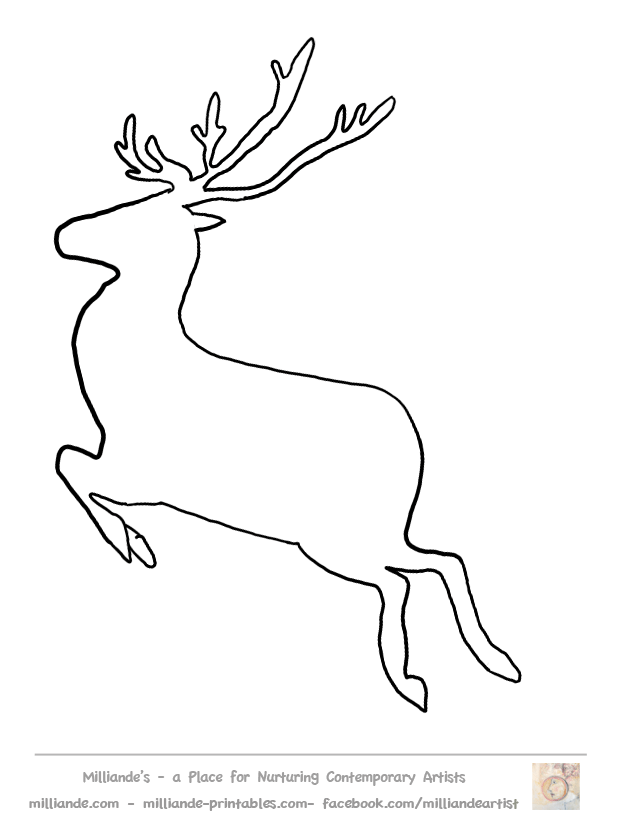 Milliande's - a Place for Nurturing Contemporary Artists
milliande.com - milliande-printables.com- facebook.com/milliandeartist